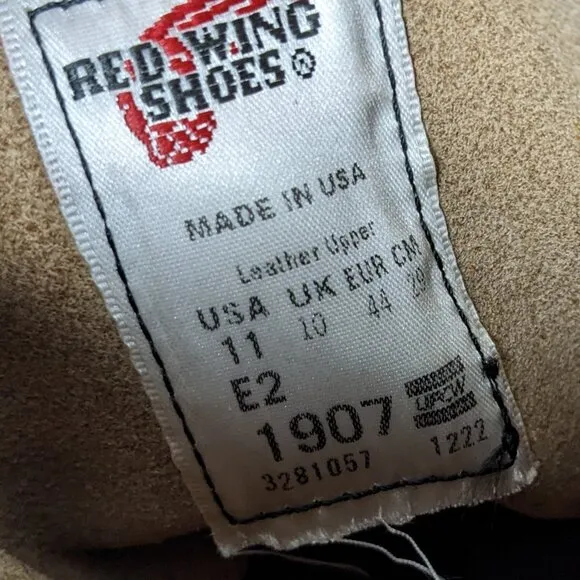 RED WING
SHOES®
MADE IN USA
Leather Upper
USA UK EUR CM
11 10 44 29
E2
1907 UFCW
3281057 1222